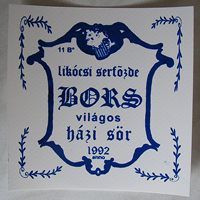 11 B°
likócsi serfőzde
BORS
világos
házi sör
1992
anno